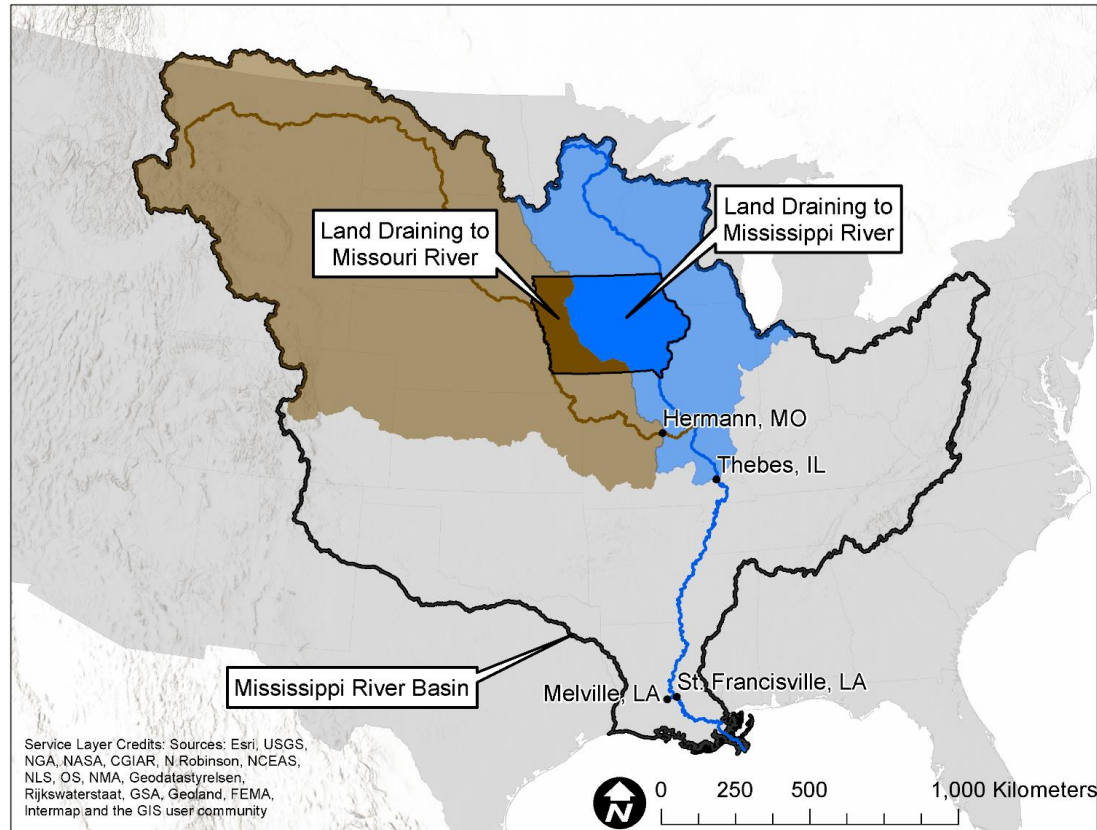 Land Draining to
Missouri River
Land Draining to
Mississippi River
Hermann, MO
Thebes, IL
Mississippi River Basin
Melville, LA
St. Francisville, LA
Service Layer Credits: Sources: Esri, USGS,
NGA, NASA, CGIAR, N Robinson, NCEAS,
NLS, OS, NMA, Geodatastyrelsen,
Rijkswaterstaat, GSA, Geoland, FEMA,
Intermap and the GIS user community
N
0 250 500 1,000 Kilometers